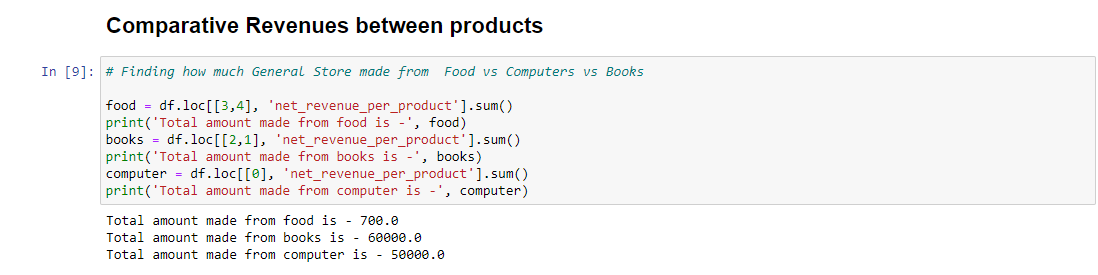 Comparative Revenues between products
In [9]: # Finding how much General Store made from  Food vs Computers vs Books
food = df.loc[[3,4], 'net_revenue_per_product'].sum()
print('Total amount made from food is -', food)
books = df.loc[[2,1], 'net_revenue_per_product'].sum()
print('Total amount made from books is -', books)
computer = df.loc[[0], 'net_revenue_per_product'].sum()
print('Total amount made from computer is -', computer)
Total amount made from food is - 700.0
Total amount made from books is - 60000.0
Total amount made from computer is - 50000.0